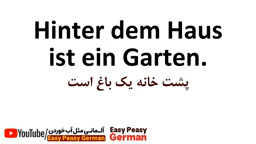 Hinter dem Haus
ist ein Garten.
پشت خانه یک باغ است
YouTube/آلمانی مثل آب خوردن Easy Peasy
Easy Peasy German German